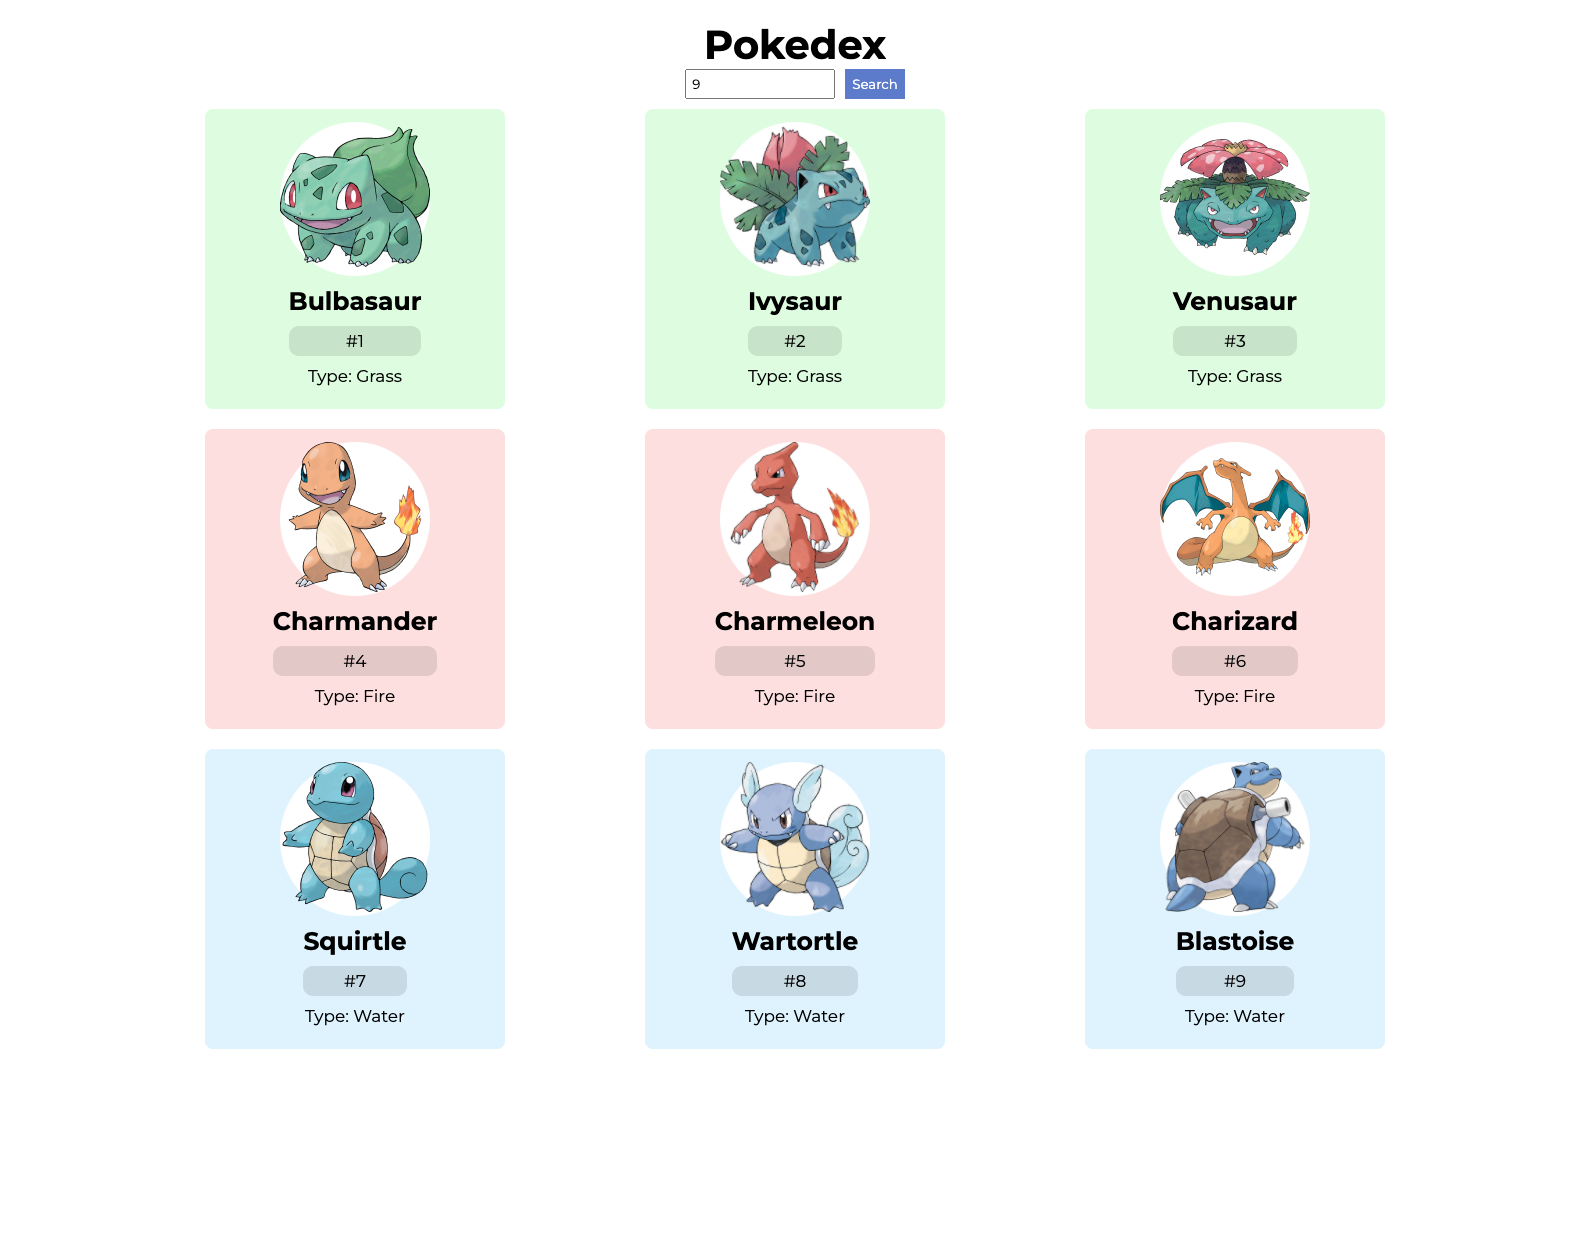 Pokedex
9 Search
Bulbasaur
#1
Type: Grass
Ivysaur
#2
Type: Grass
Venusaur
#3
Type: Grass
Charmander
#4
Type: Fire
Charmeleon
#5
Type: Fire
Charizard
#6
Type: Fire
Squirtle
#7
Type: Water
Wartortle
#8
Type: Water
Blastoise
#9
Type: Water